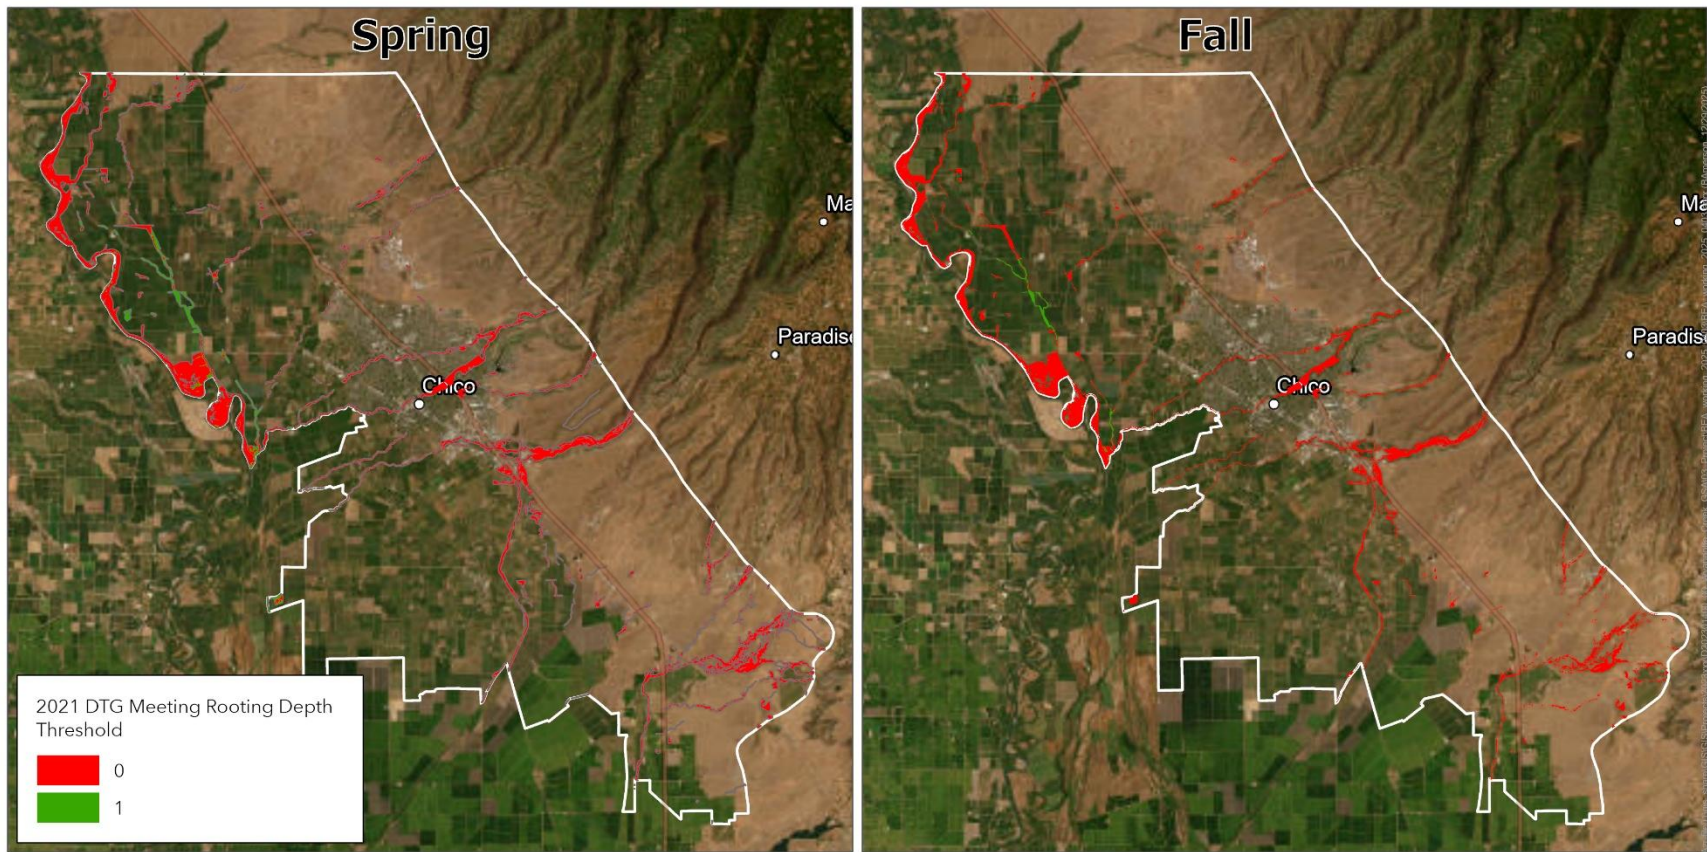 Spring
Fall
Ma
Paradise
Chico
2021 DTG Meeting Rooting Depth
Threshold
0
1
Ma
Paradise
Chico